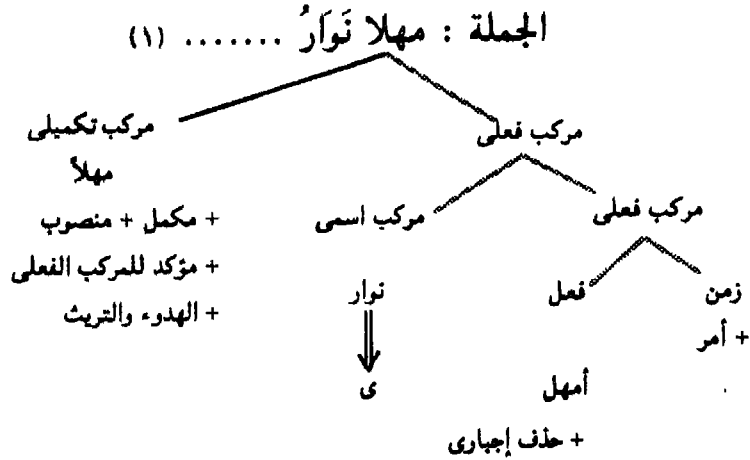 الجملة : مهلا نَوَارُ ....... (١)
مركب فعلى
مركب تكميلى
مهلاً
مركب فعلى
مركب اسمى
+ مكمل + منصوب
+ مؤكد للمركب الفعلى
+ الهدوء والتريث
زمن
فعل
نوار
+ أمر
أمهل
ى
+ حذف إجبارى